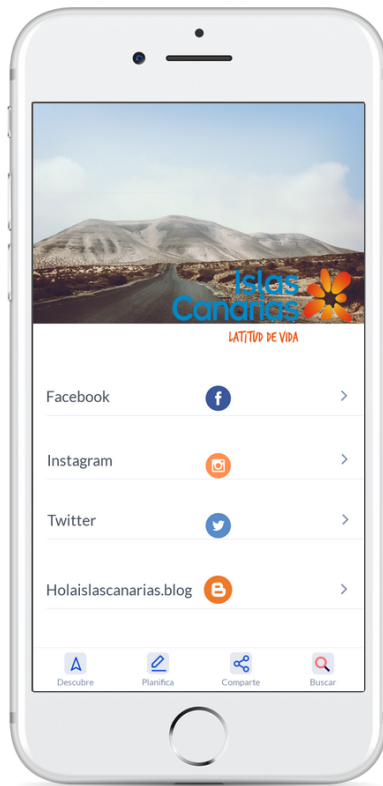 Islas
Canarias
LATITUD DE VIDA
Facebook
Instagram
Twitter
Holaislascanarias.blog
Descubre
Planifica
Comparte
Buscar